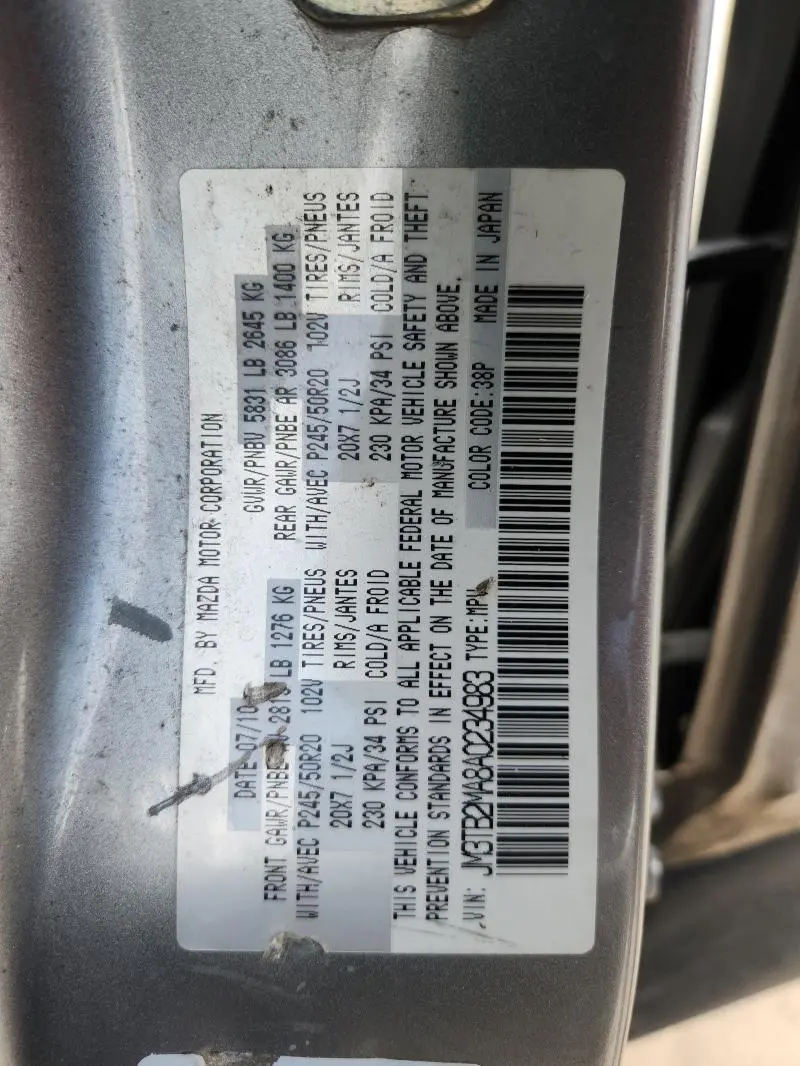 MFD. BY MAZDA MOTOR CORPORATION
DATE: 07/10 GVWR/PNBV 5831 LB 2645 KG
FRONT GAWR/PNBE LB 1276 KG REAR GAWR/PNBE AR 3086 LB 1400 KG
WITH/AVEC P245/50R20 102V TIRES/PNEUS WITH/AVEC P245/50R20 102V TIRES/PNEUS
20X7 1/2J RIMS/JANTES 20X7 1/2J RIMS/JANTES
230 KPA/34 PSI COLD/A FROID 230 KPA/34 PSI COLD/A FROID
THIS VEHICLE CONFORMS TO ALL APPLICABLE FEDERAL MOTOR VEHICLE SAFETY AND THEFT
PREVENTION STANDARDS IN EFFECT ON THE DATE OF MANUFACTURE SHOWN ABOVE.
VIN: JM3TB2MA8A0234983 TYPE:MPV COLOR CODE:38P MADE IN JAPAN